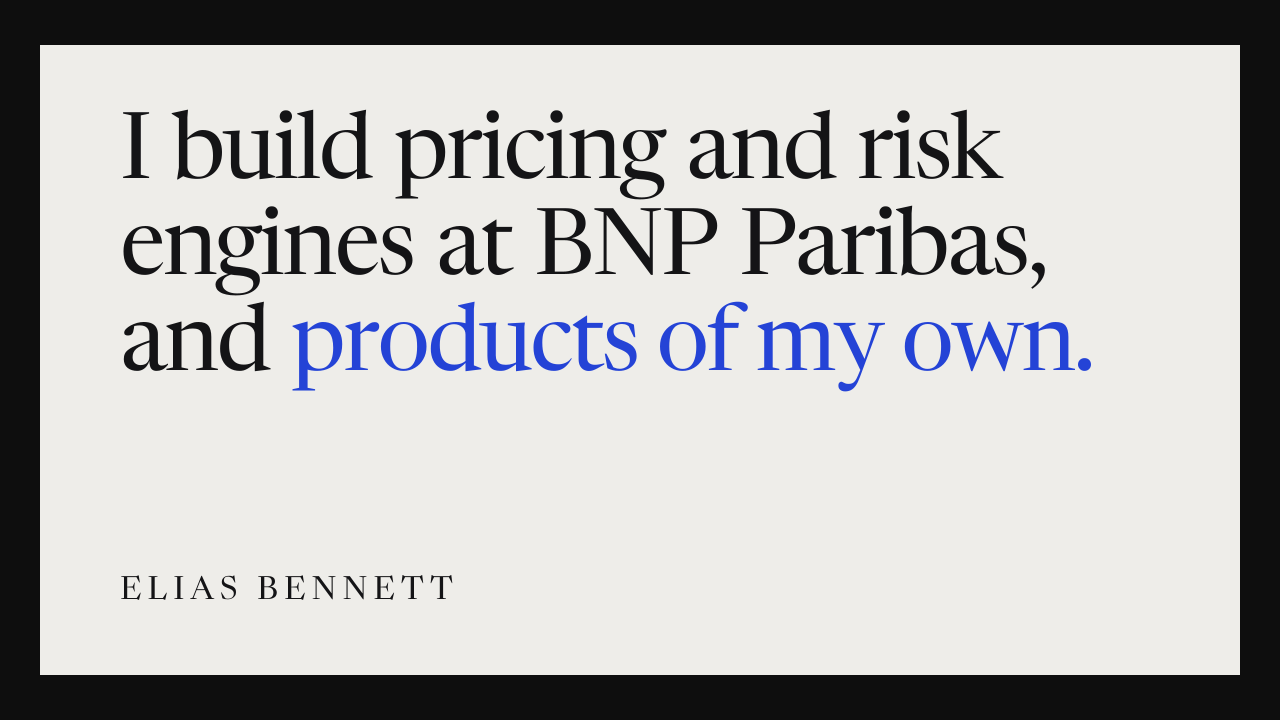 I build pricing and risk
engines at BNP Paribas,
and products of my own.
ELIAS BENNETT